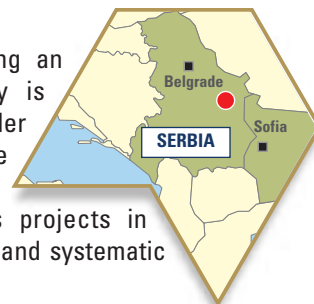 ng an
Belgrade
y is
der
Sofia
SERBIA
e
s projects in
and systematic